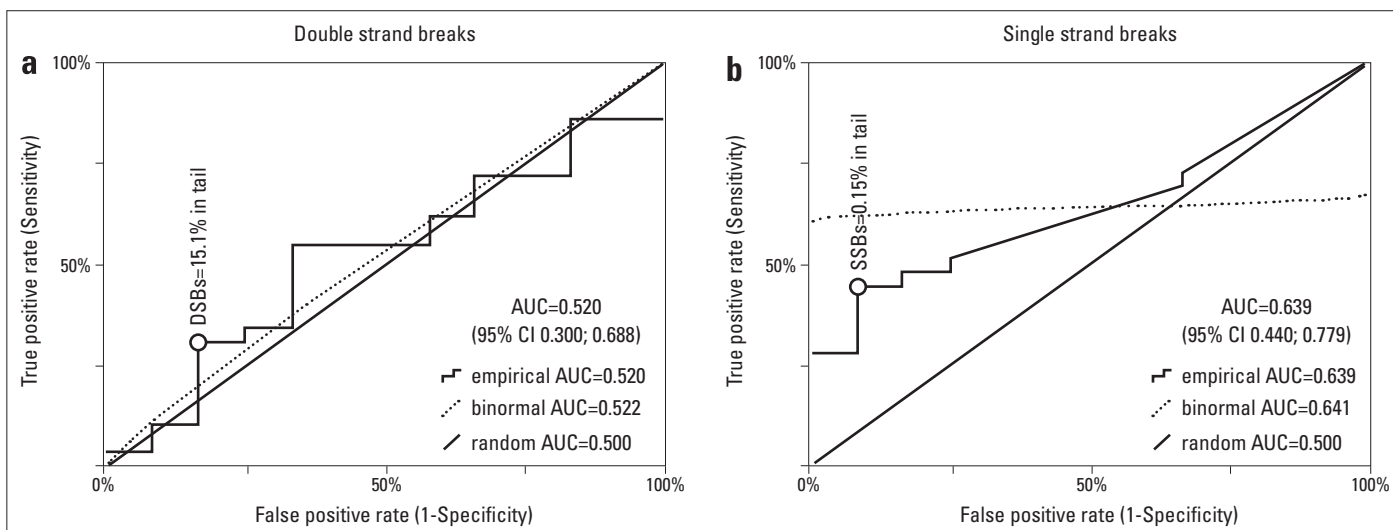 Double strand breaks
a
100%
50%
True positive rate (Sensitivity)
DSBs=15.1% in tail
AUC=0.520
(95% CI 0.300; 0.688)
empirical AUC=0.520
binormal AUC=0.522
random AUC=0.500
0%
50%
100%
False positive rate (1-Specificity)
Single strand breaks
b
100%
50%
True positive rate (Sensitivity)
SSBs=0.15% in tail
AUC=0.639
(95% CI 0.440; 0.779)
empirical AUC=0.639
binormal AUC=0.641
random AUC=0.500
0%
50%
100%
False positive rate (1-Specificity)